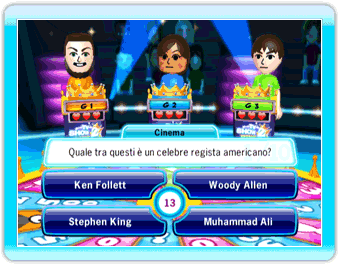 G 1
G 2
G 3
SHOW
Cinema
Quale tra questi è un celebre regista americano?
Ken Follett
Woody Allen
13
Stephen King
Muhammad Ali